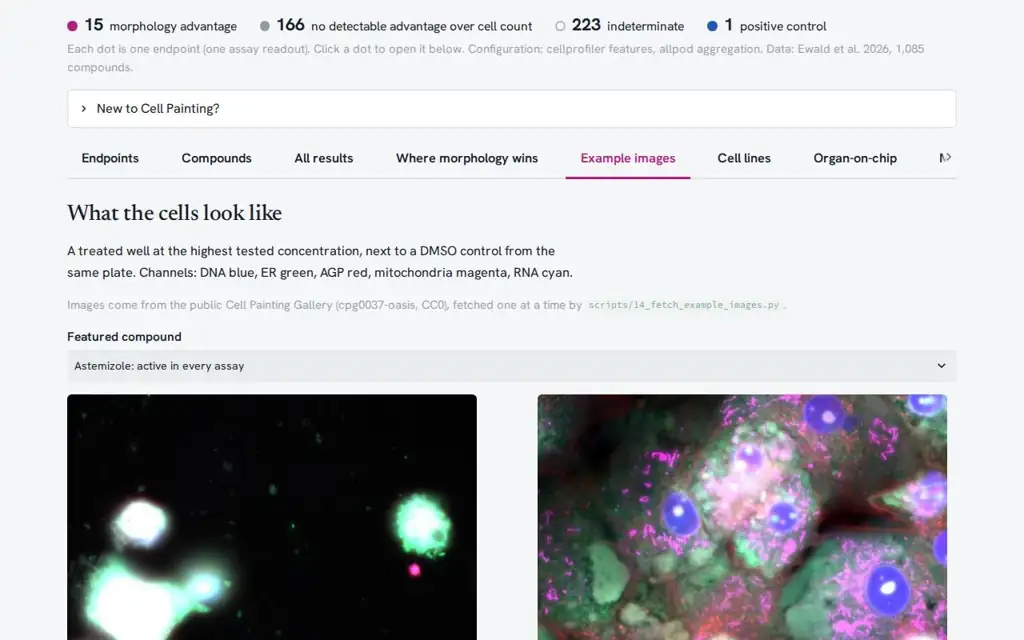 15 morphology advantage 166 no detectable advantage over cell count 223 indeterminate 1 positive control
Each dot is one endpoint (one assay readout). Click a dot to open it below. Configuration: cellprofiler features, allpod aggregation. Data: Ewald et al. 2026, 1,085
compounds.
New to Cell Painting?
Endpoints Compounds All results Where morphology wins Example images Cell lines Organ-on-chip
What the cells look like
A treated well at the highest tested concentration, next to a DMSO control from the
same plate. Channels: DNA blue, ER green, AGP red, mitochondria magenta, RNA cyan.
Images come from the public Cell Painting Gallery (cpg0037-oasis, CC0), fetched one at a time by scripts/14_fetch_example_images.py .
Featured compound
Astemizole: active in every assay